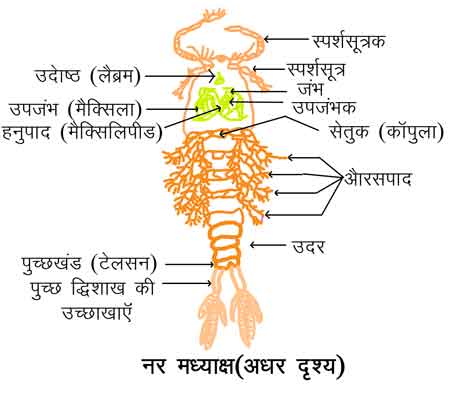 स्पर्शसूत्रक
उदोष्ठ (लैब्रम)
स्पर्शसूत्र
जंभ
उपजंभ (मैक्सिला)
उपजंभक
हनुपाद (मैक्सिलिपीड)
सेतुक (कॉपुला)
औरसपाद
उदर
पुच्छखंड (टेलसन)
पुच्छ द्विशाख की
उच्छाखाएँ
नर मध्याक्ष(अधर दृश्य)